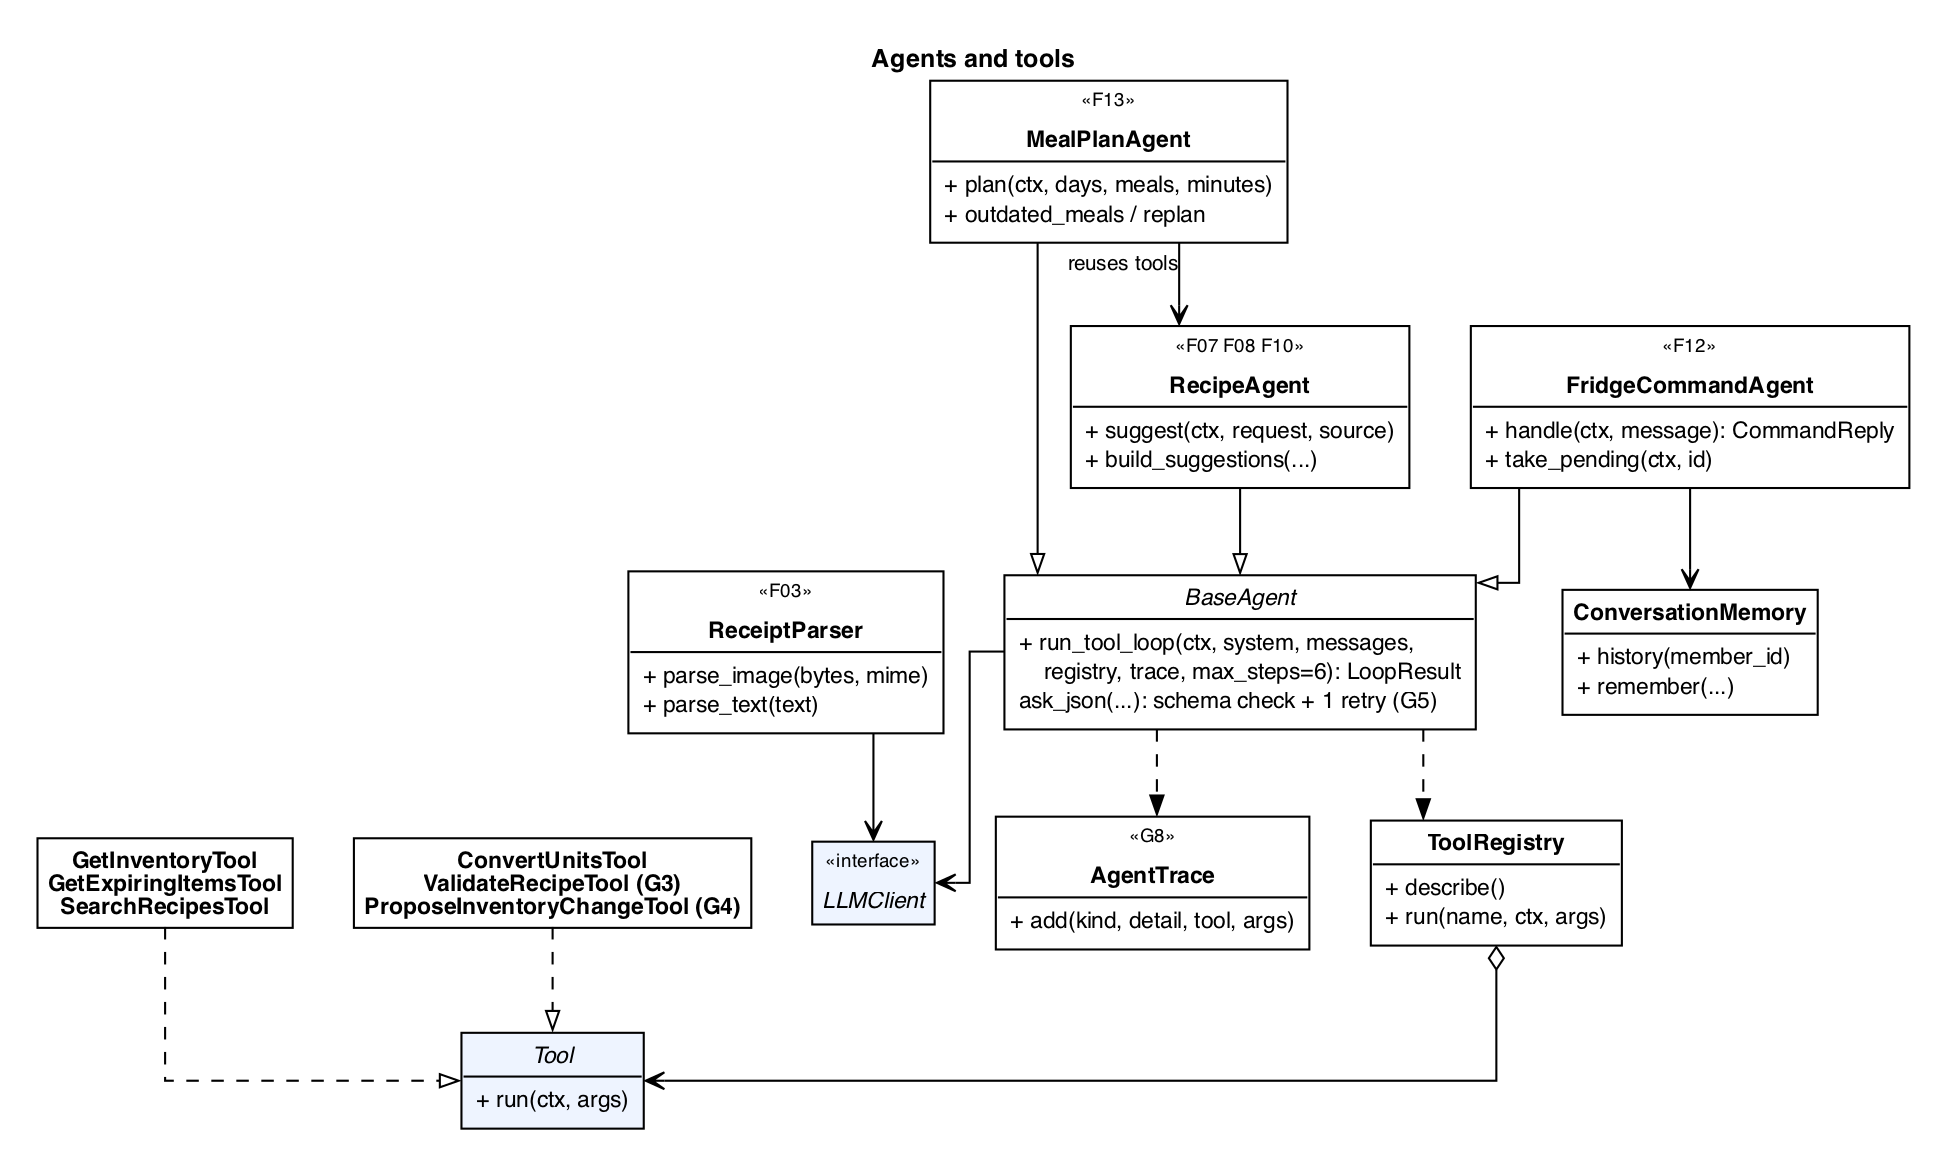 Agents and tools
«F13»
MealPlanAgent
+ plan(ctx, days, meals, minutes)
+ outdated_meals / replan
reuses tools
«F07 F08 F10»
RecipeAgent
+ suggest(ctx, request, source)
+ build_suggestions(...)
«F12»
FridgeCommandAgent
+ handle(ctx, message): CommandReply
+ take_pending(ctx, id)
«F03»
ReceiptParser
+ parse_image(bytes, mime)
+ parse_text(text)
BaseAgent
+ run_tool_loop(ctx, system, messages,
registry, trace, max_steps=6): LoopResult
ask_json(...): schema check + 1 retry (G5)
ConversationMemory
+ history(member_id)
+ remember(...)
GetInventoryTool
GetExpiringItemsTool
SearchRecipesTool
ConvertUnitsTool
ValidateRecipeTool (G3)
ProposeInventoryChangeTool (G4)
«interface»
LLMClient
«G8»
AgentTrace
+ add(kind, detail, tool, args)
ToolRegistry
+ describe()
+ run(name, ctx, args)
Tool
+ run(ctx, args)